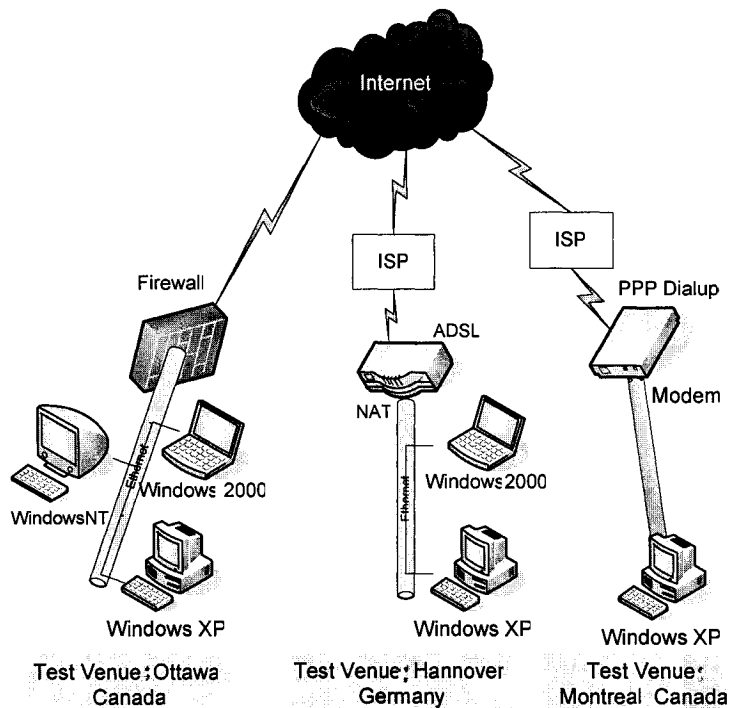 Internet
ISP
ISP
Firewall
PPP Dialup
ADSL
NAT
Modem
Ethernet
Windows 2000
WindowsNT
Windows XP
Ethernet
Windows2000
Windows XP
Windows XP
Test Venue:Ottawa
Canada
Test Venue: Hannover
Germany
Test Venue:
Montreal Canada